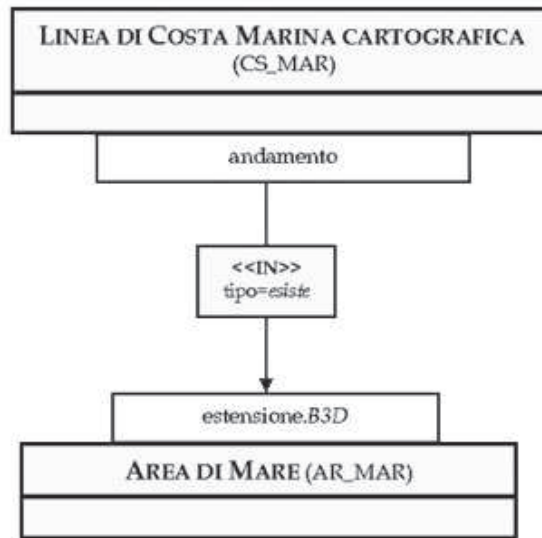 LINEA DI COSTA MARINA CARTOGRAFICA
(CS_MAR)
andamento
<<IN>>
tipo=esiste
estensione.B3D
AREA DI MARE (AR_MAR)